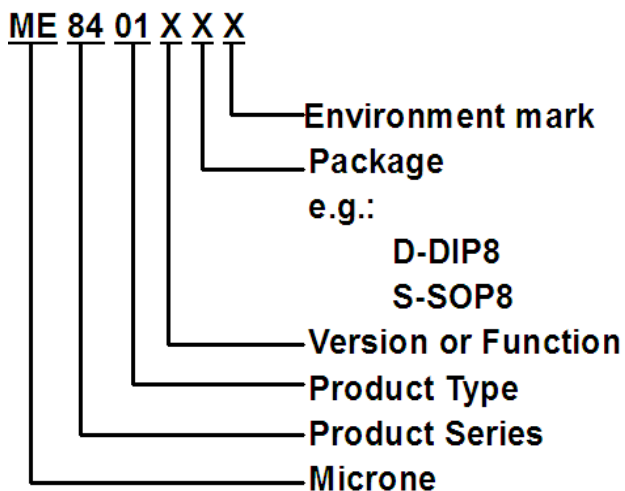 ME 84 01 X X X
Environment mark
Package
e.g.:
D-DIP8
S-SOP8
Version or Function
Product Type
Product Series
Microne